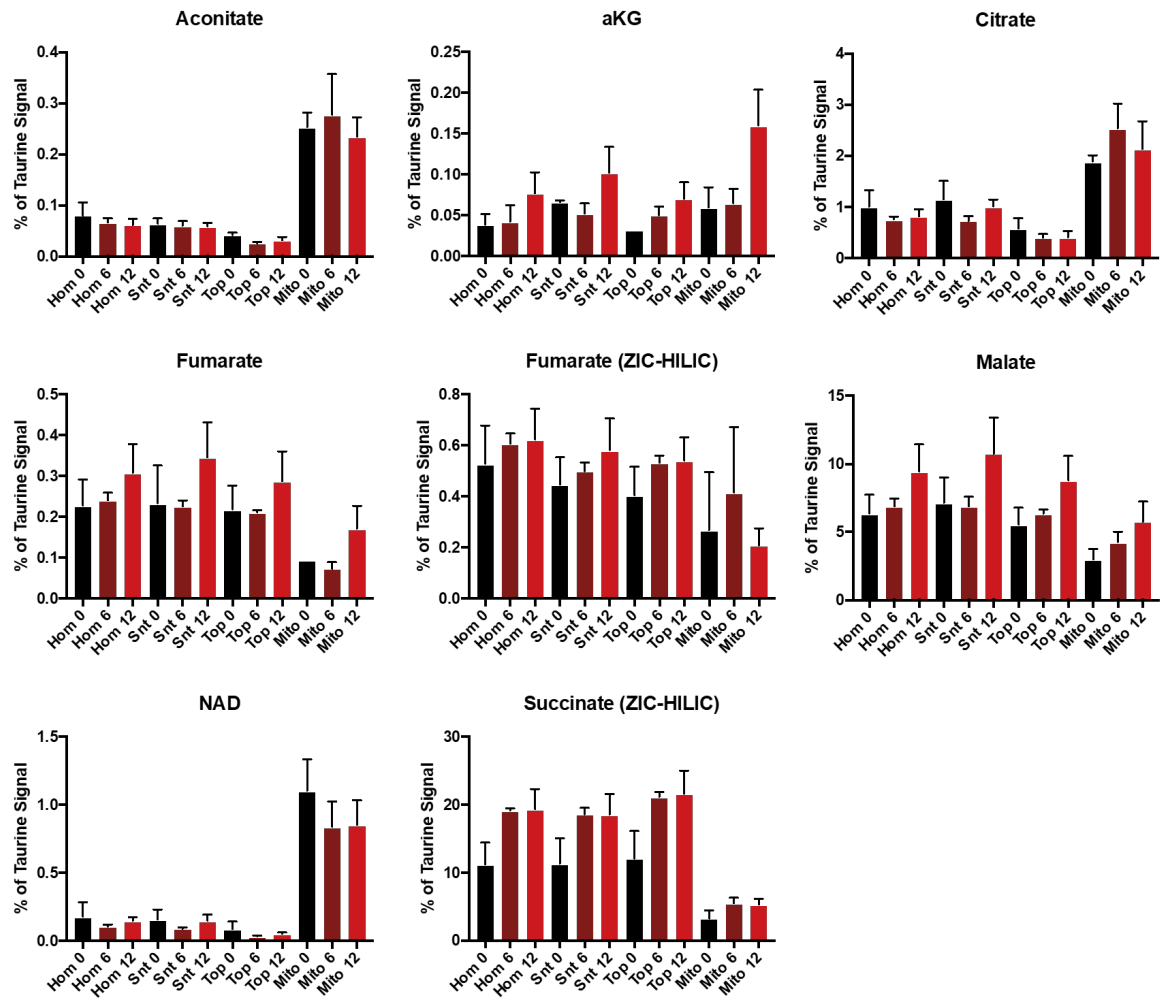 Aconitate
% of Taurine Signal
0.4
0.3
0.2
0.1
0.0
Hom 0
Hom 6
Hom 12
Snt 0
Snt 6
Snt 12
Top 0
Top 6
Top 12
Mito 0
Mito 6
Mito 12
aKG
% of Taurine Signal
0.25
0.20
0.15
0.10
0.05
0.00
Hom 0
Hom 6
Hom 12
Snt 0
Snt 6
Snt 12
Top 0
Top 6
Top 12
Mito 0
Mito 6
Mito 12
Citrate
% of Taurine Signal
4
3
2
1
0
Hom 0
Hom 6
Hom 12
Snt 0
Snt 6
Snt 12
Top 0
Top 6
Top 12
Mito 0
Mito 6
Mito 12
Fumarate
% of Taurine Signal
0.5
0.4
0.3
0.2
0.1
0.0
Hom 0
Hom 6
Hom 12
Snt 0
Snt 6
Snt 12
Top 0
Top 6
Top 12
Mito 0
Mito 6
Mito 12
Fumarate (ZIC-HILIC)
% of Taurine Signal
0.8
0.6
0.4
0.2
0.0
Hom 0
Hom 6
Hom 12
Snt 0
Snt 6
Snt 12
Top 0
Top 6
Top 12
Mito 0
Mito 6
Mito 12
Malate
% of Taurine Signal
15
10
5
0
Hom 0
Hom 6
Hom 12
Snt 0
Snt 6
Snt 12
Top 0
Top 6
Top 12
Mito 0
Mito 6
Mito 12
NAD
% of Taurine Signal
1.5
1.0
0.5
0.0
Hom 0
Hom 6
Hom 12
Snt 0
Snt 6
Snt 12
Top 0
Top 6
Top 12
Mito 0
Mito 6
Mito 12
Succinate (ZIC-HILIC)
% of Taurine Signal
30
20
10
0
Hom 0
Hom 6
Hom 12
Snt 0
Snt 6
Snt 12
Top 0
Top 6
Top 12
Mito 0
Mito 6
Mito 12